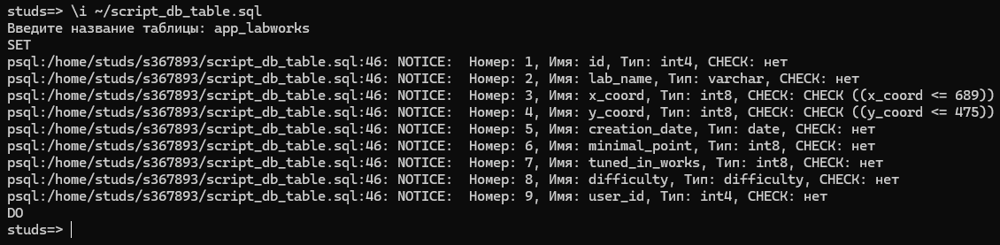 studs=> \i ~/script_db_table.sql
Введите название таблицы: app_labworks
SET
psql:/home/studs/s367893/script_db_table.sql:46: NOTICE:  Номер: 1, Имя: id, Тип: int4, CHECK: нет
psql:/home/studs/s367893/script_db_table.sql:46: NOTICE:  Номер: 2, Имя: lab_name, Тип: varchar, CHECK: нет
psql:/home/studs/s367893/script_db_table.sql:46: NOTICE:  Номер: 3, Имя: x_coord, Тип: int8, CHECK: CHECK ((x_coord <= 689))
psql:/home/studs/s367893/script_db_table.sql:46: NOTICE:  Номер: 4, Имя: y_coord, Тип: int8, CHECK: CHECK ((y_coord <= 475))
psql:/home/studs/s367893/script_db_table.sql:46: NOTICE:  Номер: 5, Имя: creation_date, Тип: date, CHECK: нет
psql:/home/studs/s367893/script_db_table.sql:46: NOTICE:  Номер: 6, Имя: minimal_point, Тип: int8, CHECK: нет
psql:/home/studs/s367893/script_db_table.sql:46: NOTICE:  Номер: 7, Имя: tuned_in_works, Тип: int8, CHECK: нет
psql:/home/studs/s367893/script_db_table.sql:46: NOTICE:  Номер: 8, Имя: difficulty, Тип: difficulty, CHECK: нет
psql:/home/studs/s367893/script_db_table.sql:46: NOTICE:  Номер: 9, Имя: user_id, Тип: int4, CHECK: нет
DO
studs=>